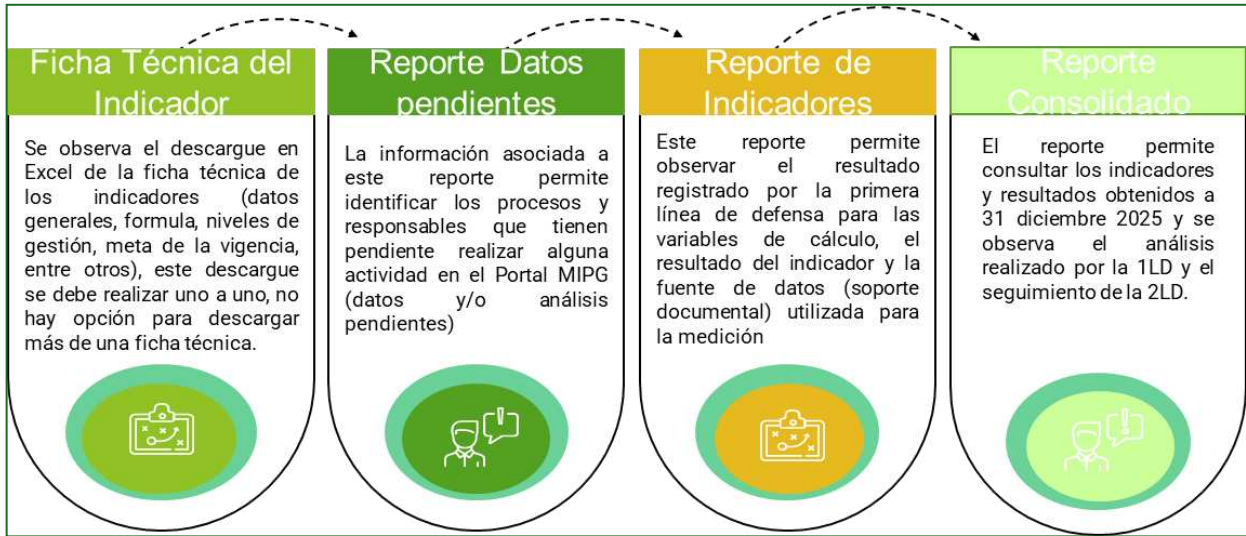 Ficha Técnica del
Indicador
Se observa el descargue en
Excel de la ficha técnica de
los indicadores (datos
generales, formula, niveles de
gestión, meta de la vigencia,
entre otros), este descargue
se debe realizar uno a uno, no
hay opción para descargar
más de una ficha técnica.
Reporte Datos
pendientes
La información asociada a
este reporte permite
identificar los procesos y
responsables que tienen
pendiente realizar alguna
actividad en el Portal MIPG
(datos y/o análisis
pendientes)
Reporte de
Indicadores
Este reporte permite
observar el resultado
registrado por la primera
línea de defensa para las
variables de cálculo, el
resultado del indicador y la
fuente de datos (soporte
documental) utilizada para
la medición
Reporte
Consolidado
El reporte permite
consultar los indicadores
y resultados obtenidos a
31 diciembre 2025 y se
observa el análisis
realizado por la 1LD y el
seguimiento de la 2LD.